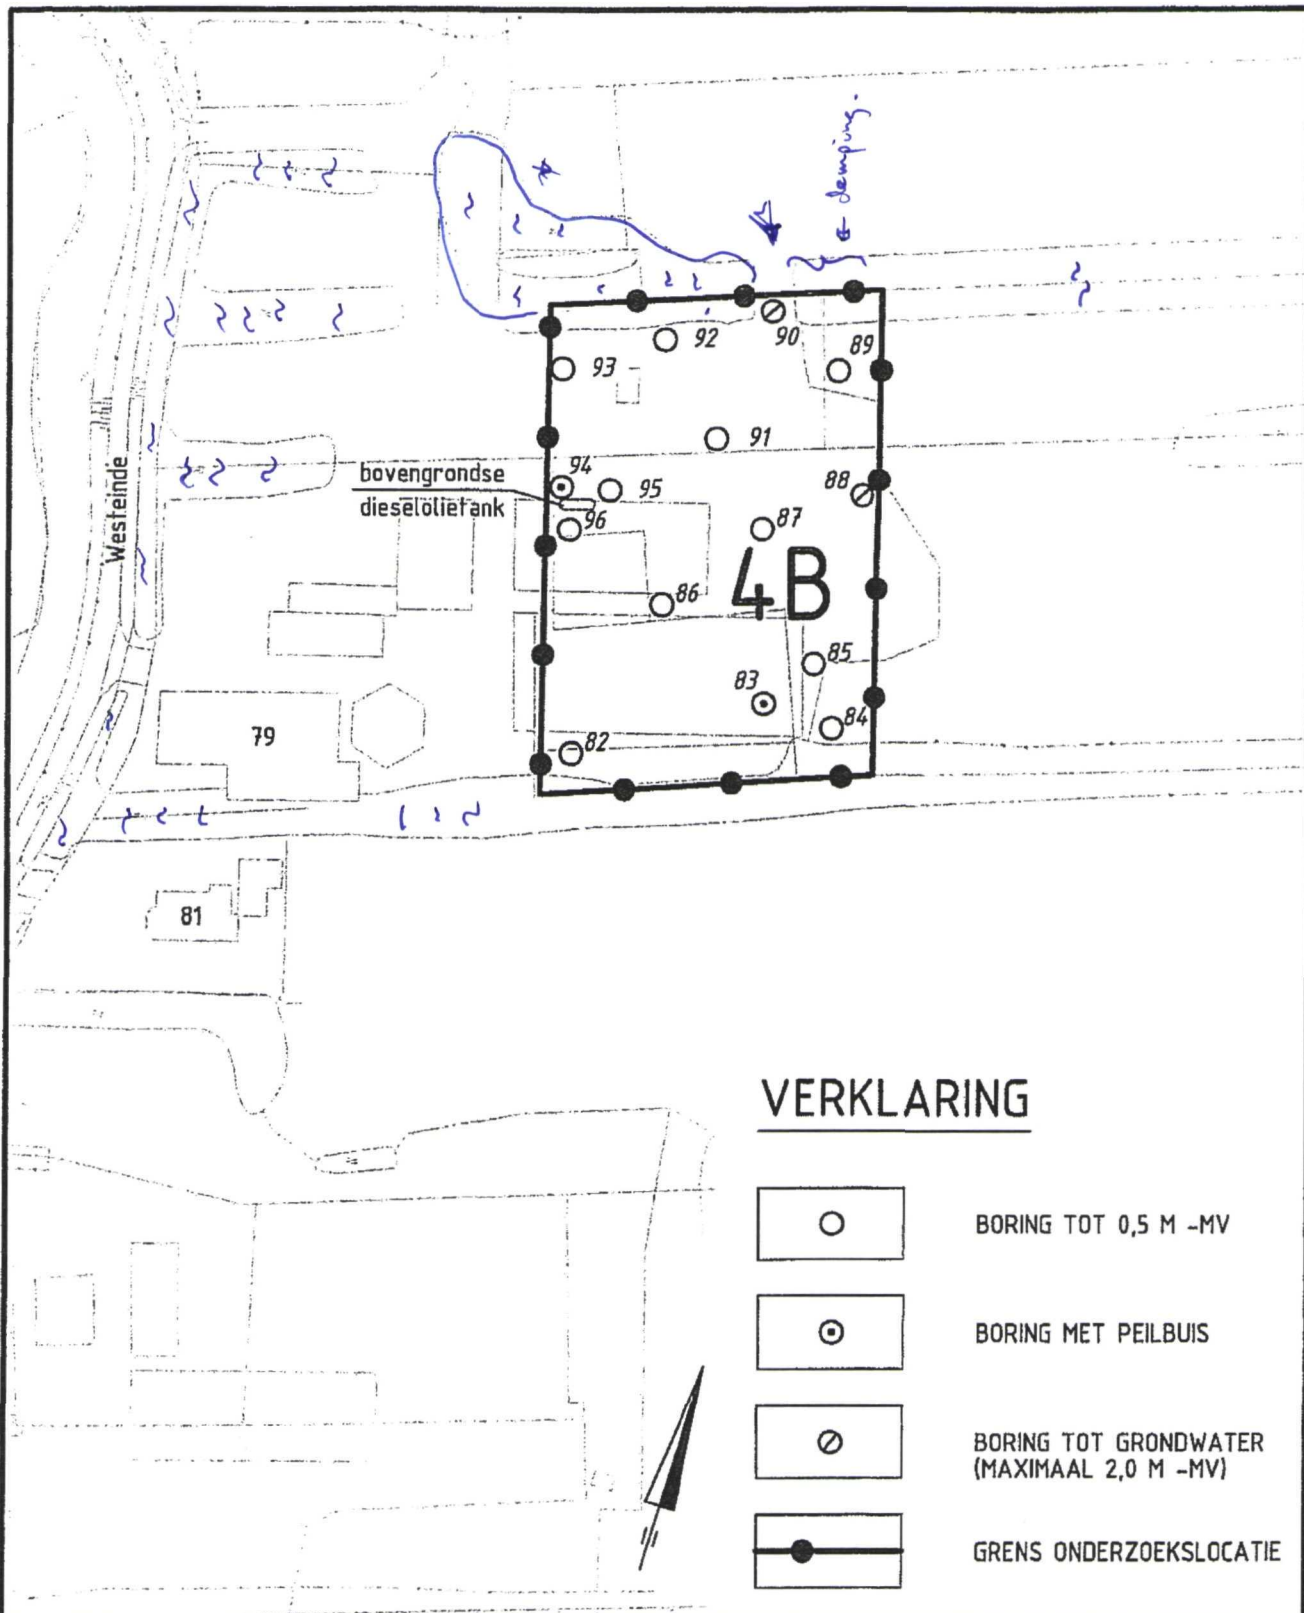 ← demping.
92
90
89
93
91
94
88
bovengrondse
dieselolietank
95
96
87
Westeinde
4B
86
85
83
84
79
82
81
VERKLARING
BORING TOT 0,5 M -MV
BORING MET PEILBUIS
BORING TOT GRONDWATER
(MAXIMAAL 2,0 M -MV)
GRENS ONDERZOEKSLOCATIE